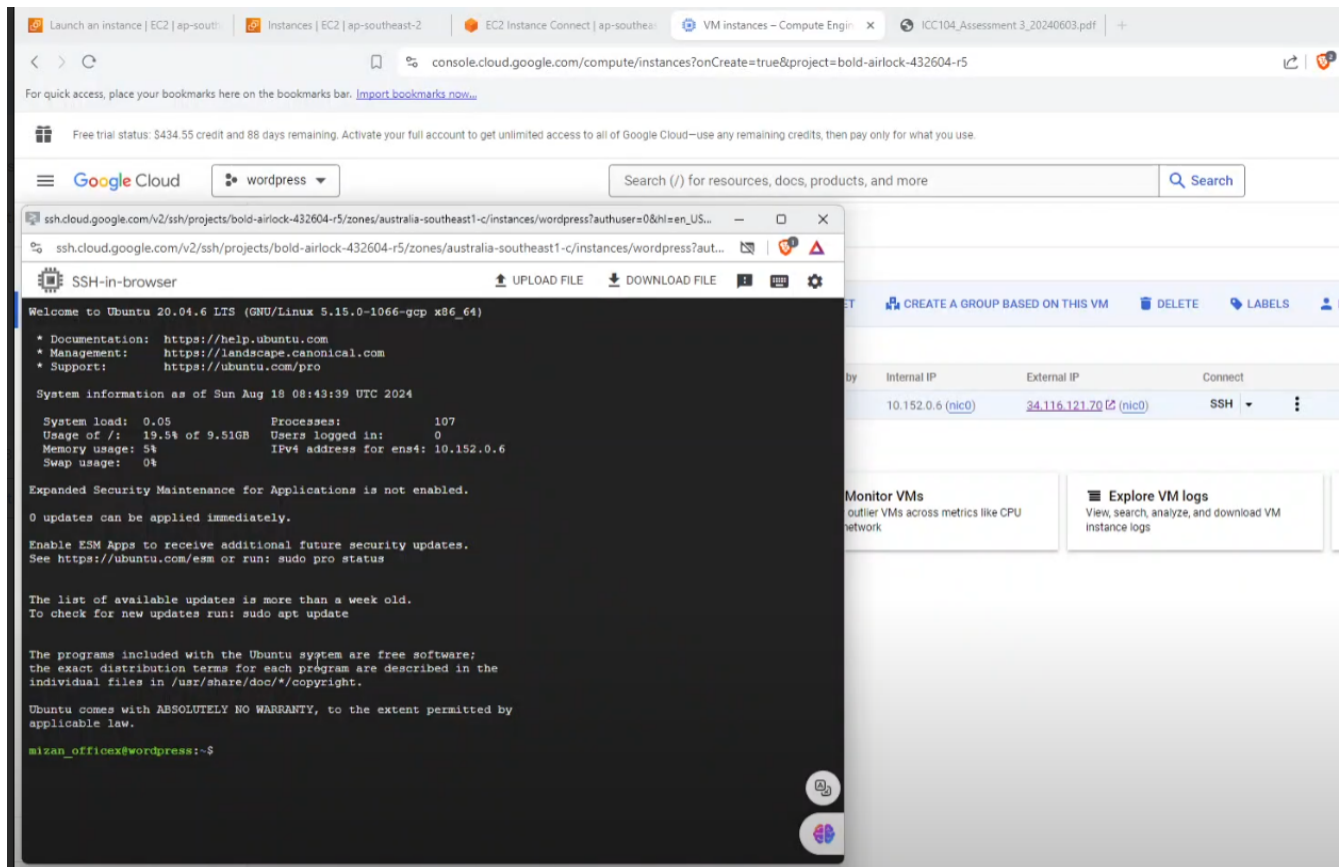 Launch an instance | EC2 | ap-south
Instances | EC2 | ap-southeast-2
EC2 Instance Connect | ap-southea
VM instances – Compute Engin
ICC104_Assessment 3_20240603.pdf
console.cloud.google.com/compute/instances?onCreate=true&project=bold-airlock-432604-r5
For quick access, place your bookmarks here on the bookmarks bar. Import bookmarks now...
Free trial status: $434.55 credit and 88 days remaining. Activate your full account to get unlimited access to all of Google Cloud—use any remaining credits, then pay only for what you use.
Google Cloud
wordpress
Search (/) for resources, docs, products, and more
Search
ssh.cloud.google.com/v2/ssh/projects/bold-airlock-432604-r5/zones/australia-southeast1-c/instances/wordpress?authuser=0&hl=en_US...
ssh.cloud.google.com/v2/ssh/projects/bold-airlock-432604-r5/zones/australia-southeast1-c/instances/wordpress?aut...
SSH-in-browser
UPLOAD FILE
DOWNLOAD FILE
Welcome to Ubuntu 20.04.6 LTS (GNU/Linux 5.15.0-1066-gcp x86_64)
* Documentation: https://help.ubuntu.com
* Management: https://landscape.canonical.com
* Support: https://ubuntu.com/pro
System information as of Sun Aug 18 08:43:39 UTC 2024
System load: 0.05 Processes: 107
Usage of /: 19.5% of 9.51GB Users logged in: 0
Memory usage: 5% IPv4 address for ens4: 10.152.0.6
Swap usage: 0%
Expanded Security Maintenance for Applications is not enabled.
0 updates can be applied immediately.
Enable ESM Apps to receive additional future security updates.
See https://ubuntu.com/esm or run: sudo pro status
The list of available updates is more than a week old.
To check for new updates run: sudo apt update
The programs included with the Ubuntu system are free software;
the exact distribution terms for each program are described in the
individual files in /usr/share/doc/*/copyright.
Ubuntu comes with ABSOLUTELY NO WARRANTY, to the extent permitted by
applicable law.
mizan_officex@wordpress:~$
ET
CREATE A GROUP BASED ON THIS VM
DELETE
LABELS
by
Internal IP
External IP
Connect
10.152.0.6 (nic0)
34.116.121.70 (nic0)
SSH
Monitor VMs
outlier VMs across metrics like CPU
network
Explore VM logs
View, search, analyze, and download VM
instance logs